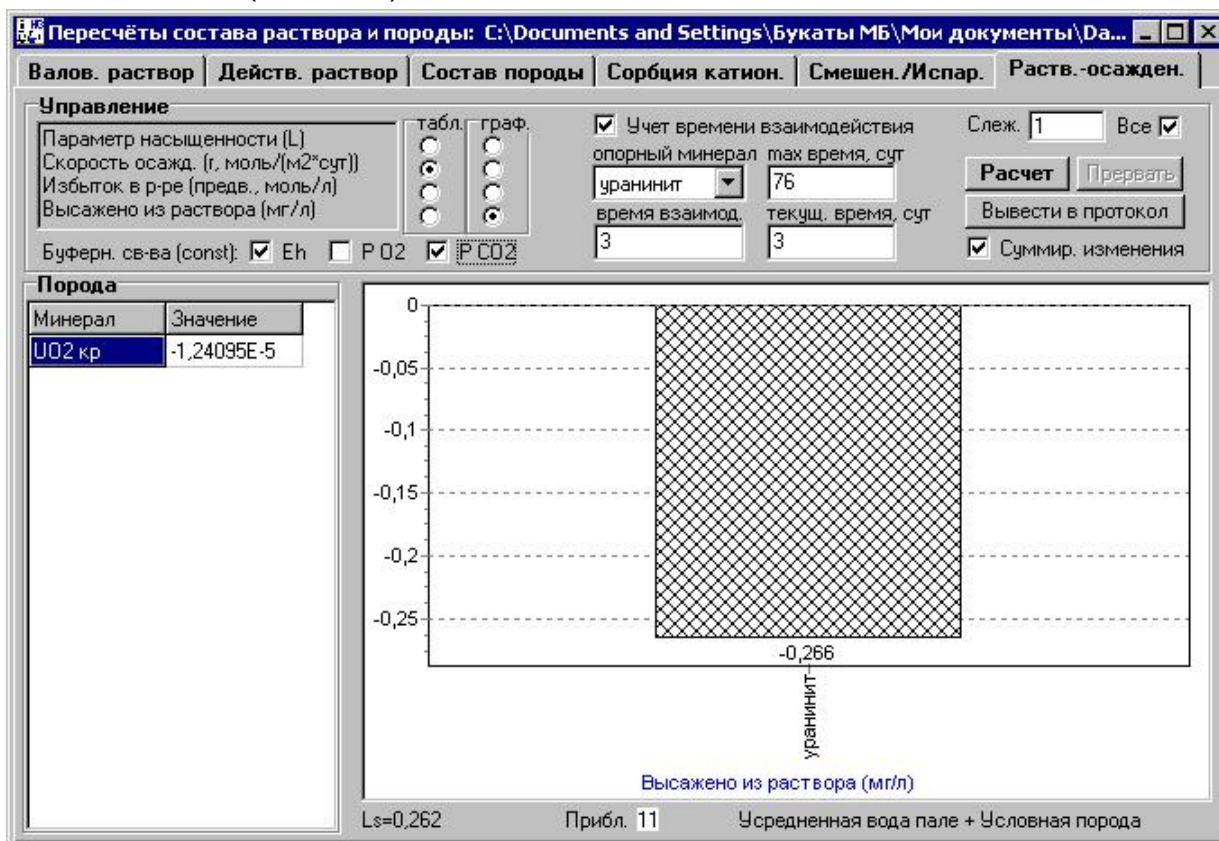 Пересчёты состава раствора и породы: C:\Documents and Settings\Букаты МБ\Мои документы\Da...
Валов. раствор Действ. раствор Состав породы Сорбция катион. Смешен./Испар. Раств.-осажден.
Управление
табл. граф.
Параметр насыщенности (L)
Скорость осажд. (r, моль/(м2*сут))
Избыток в р-ре (предв., моль/л)
Высажено из раствора (мг/л)
Буферн. св-ва (const): Eh P O2 P CO2
Учет времени взаимодействия
опорный минерал max время, сут
уранинит 76
время взаимод. текущ. время, сут
3 3
Слеж. 1 Все
Расчет Прервать
Вывести в протокол
Суммир. изменения
Порода
Минерал Значение
UO2 кр -1,24095E-5
0
-0,05
-0,1
-0,15
-0,2
-0,25
-0,266
уранинит
Высажено из раствора (мг/л)
Ls=0,262 Прибл. 11 Усредненная вода пале + Условная порода